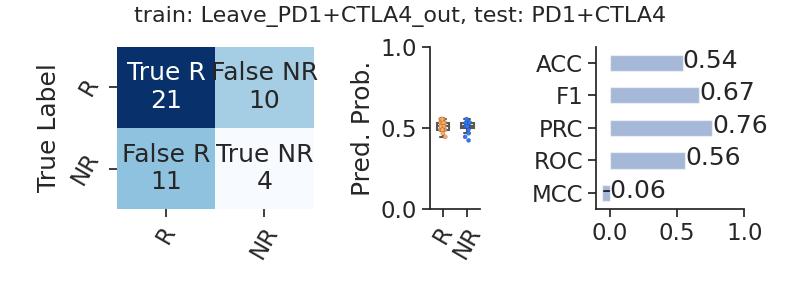 train: Leave_PD1+CTLA4_out, test: PD1+CTLA4
True Label
R
NR
True R
21
False NR
10
False R
11
True NR
4
R
NR
Pred. Prob.
1.0
0.5
0.0
R
NR
ACC
0.54
F1
0.67
PRC
0.76
ROC
0.56
MCC
-0.06
0.0
0.5
1.0